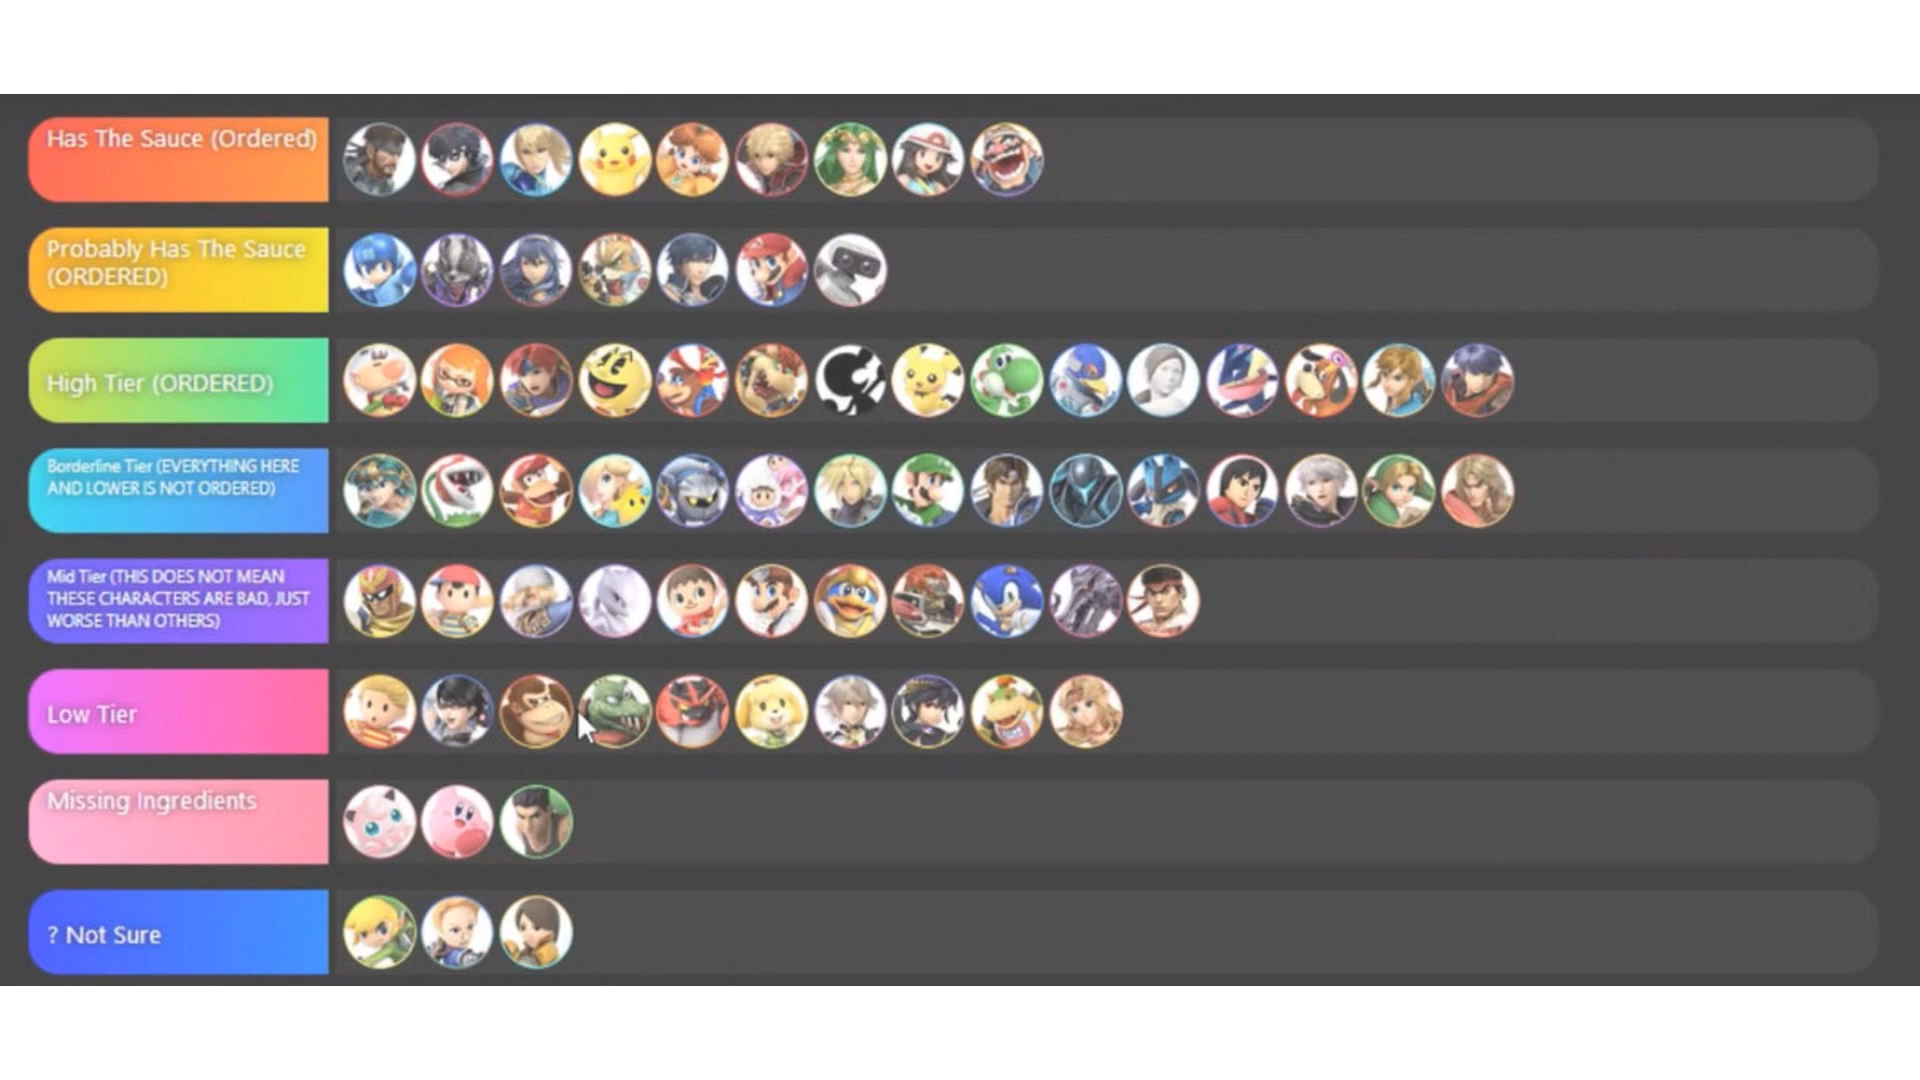 Has The Sauce (Ordered)
Probably Has The Sauce
(ORDERED)
High Tier (ORDERED)
Borderline Tier (EVERYTHING HERE
AND LOWER IS NOT ORDERED)
Mid Tier (THIS DOES NOT MEAN
THESE CHARACTERS ARE BAD, JUST
WORSE THAN OTHERS)
Low Tier
Missing Ingredients
? Not Sure